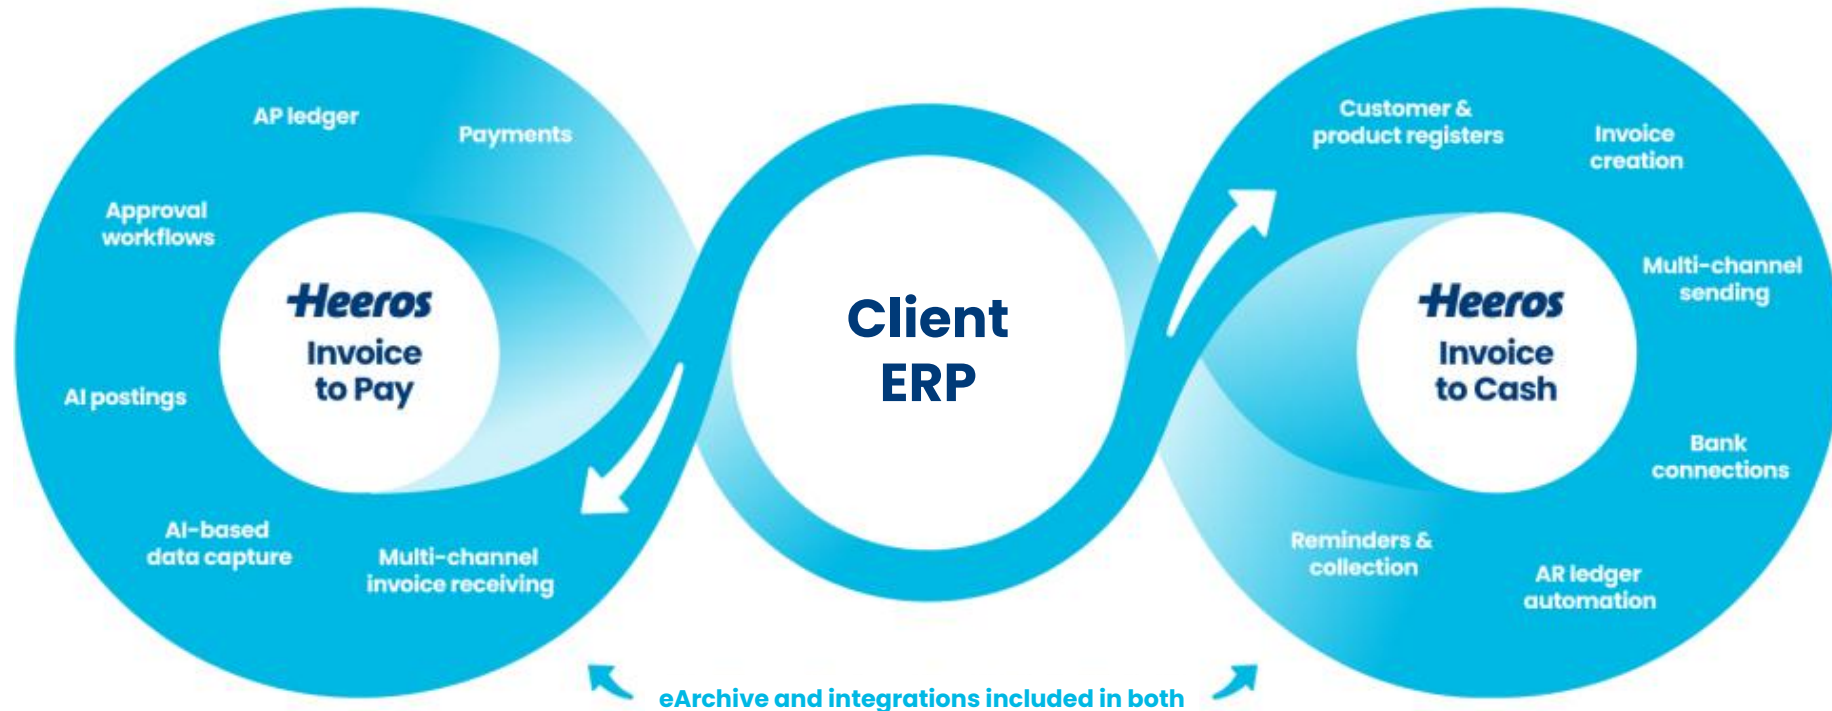 AP ledger
Payments
Approval
workflows
AI postings
AI-based
data capture
Multi-channel
invoice receiving
Heeros
Invoice
to Pay
Client
ERP
Customer &
product registers
Invoice
creation
Multi-channel
sending
Bank
connections
AR ledger
automation
Reminders &
collection
Heeros
Invoice
to Cash
eArchive and integrations included in both